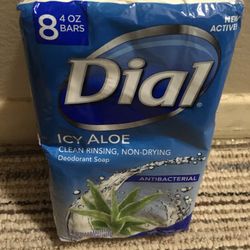 8 4 OZ
BARS
NEW
ACTIVE
Dial
ICY ALOE
CLEAN RINSING, NON-DRYING
Deodorant Soap
ANTIBACTERIAL